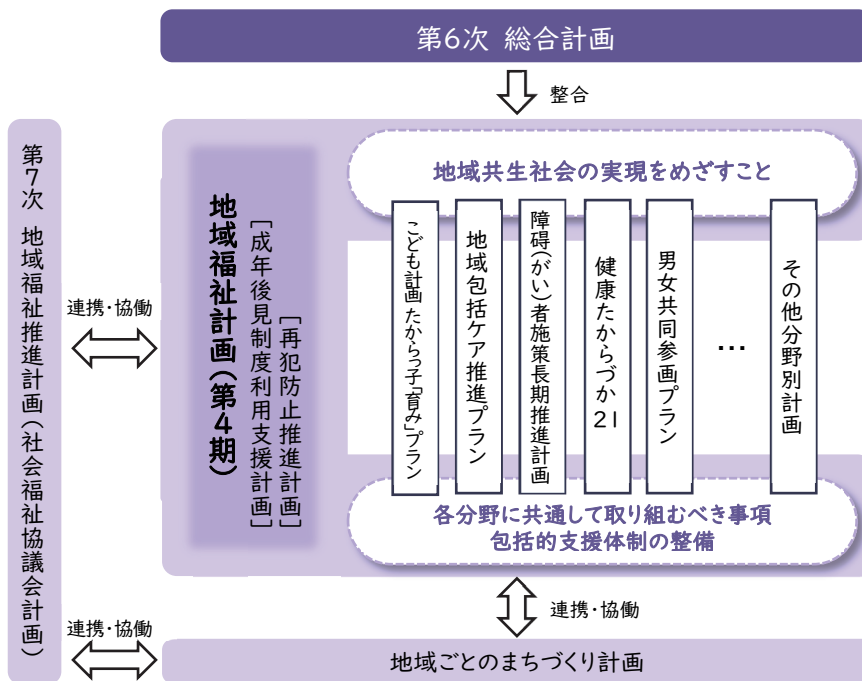 第6次 総合計画
整合
第7次 地域福祉推進計画(社会福祉協議会計画)
連携・協働
地域福祉計画(第4期)
[成年後見制度利用支援計画]
[再犯防止推進計画]
地域共生社会の実現をめざすこと
こども計画 たからっ子「育み」プラン
地域包括ケア推進プラン
障碍(がい)者施策長期推進計画
健康たからづか21
男女共同参画プラン
…
その他分野別計画
各分野に共通して取り組むべき事項
包括的支援体制の整備
連携・協働
連携・協働
地域ごとのまちづくり計画